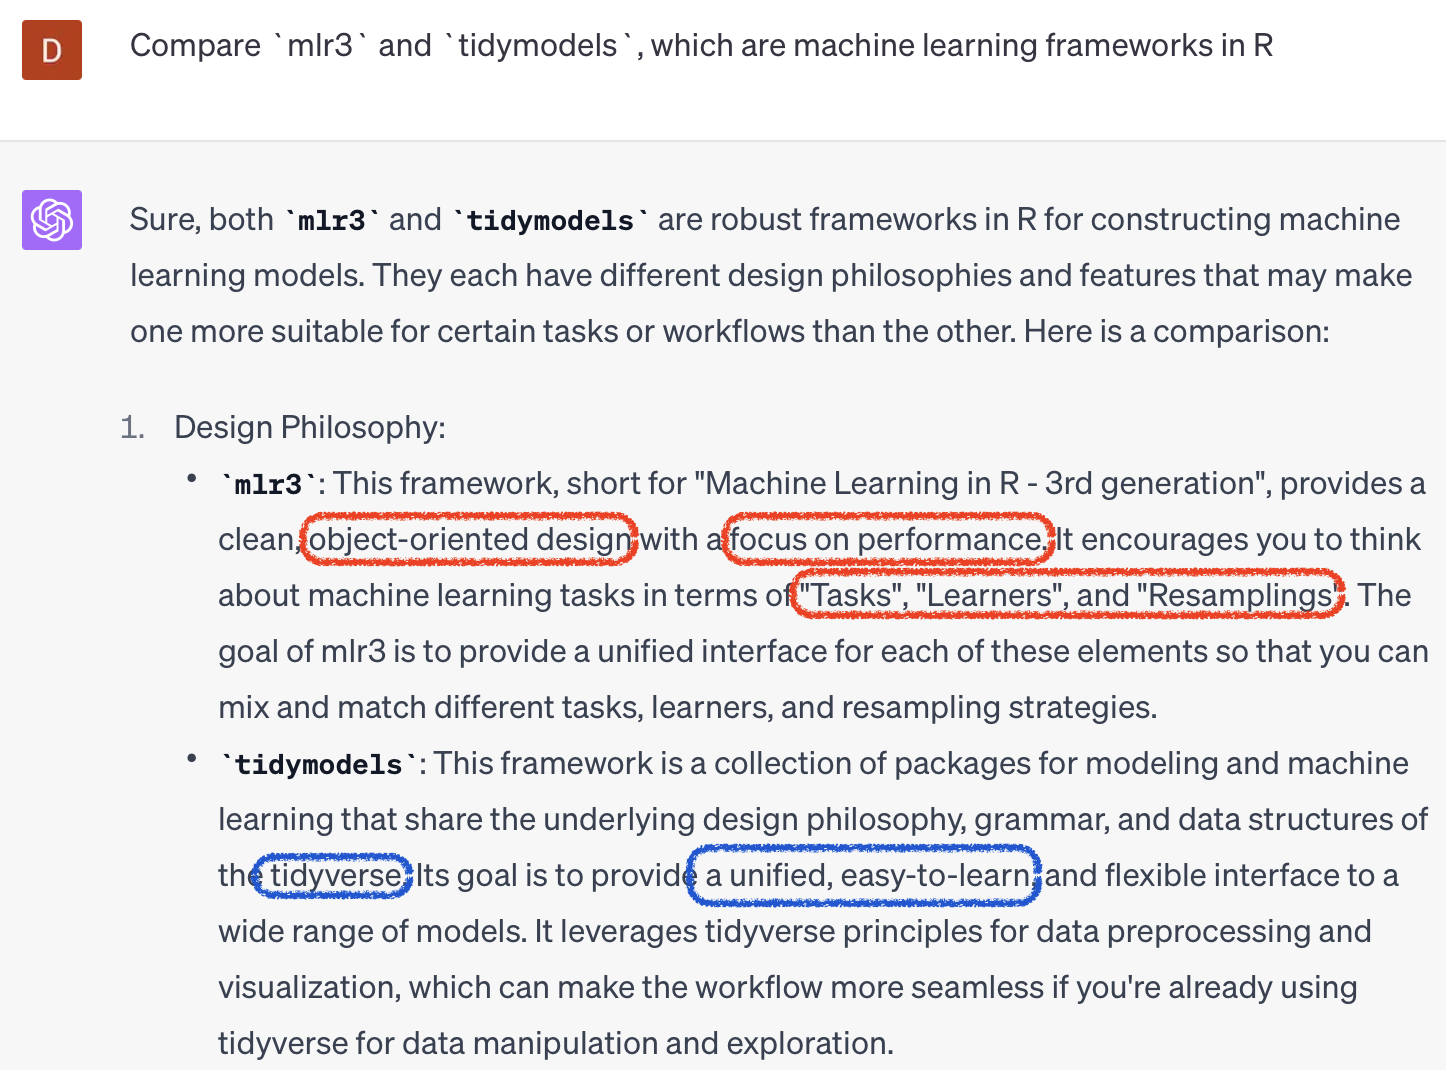 D
Compare `mlr3` and `tidymodels`, which are machine learning frameworks in R
Sure, both `mlr3` and `tidymodels` are robust frameworks in R for constructing machine
learning models. They each have different design philosophies and features that may make
one more suitable for certain tasks or workflows than the other. Here is a comparison:
1. Design Philosophy:
• `mlr3`: This framework, short for "Machine Learning in R - 3rd generation", provides a
clean, object-oriented design with a focus on performance. It encourages you to think
about machine learning tasks in terms of "Tasks", "Learners", and "Resamplings". The
goal of mlr3 is to provide a unified interface for each of these elements so that you can
mix and match different tasks, learners, and resampling strategies.
• `tidymodels`: This framework is a collection of packages for modeling and machine
learning that share the underlying design philosophy, grammar, and data structures of
the tidyverse. Its goal is to provide a unified, easy-to-learn, and flexible interface to a
wide range of models. It leverages tidyverse principles for data preprocessing and
visualization, which can make the workflow more seamless if you're already using
tidyverse for data manipulation and exploration.